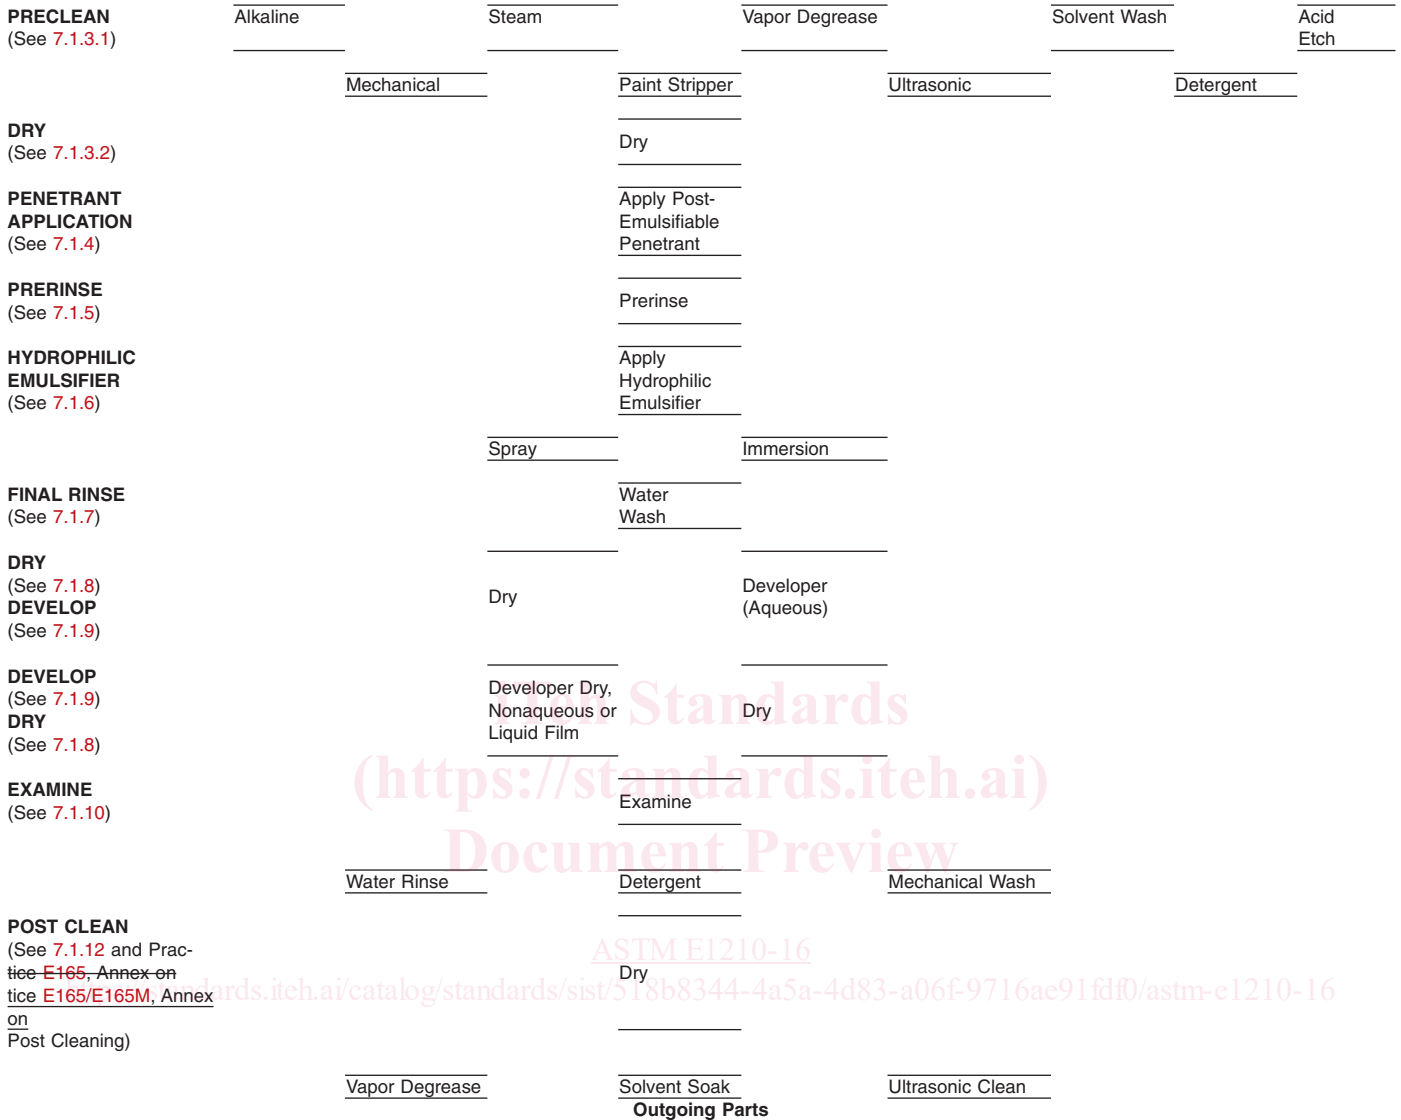 PRECLEAN Alkaline Steam Vapor Degrease Solvent Wash Acid
(See 7.1.3.1) Etch
Mechanical Paint Stripper Ultrasonic Detergent
DRY
(See 7.1.3.2) Dry
PENETRANT Apply Post-
APPLICATION Emulsifiable
(See 7.1.4) Penetrant
PRERINSE
(See 7.1.5) Prerinse
HYDROPHILIC Apply
EMULSIFIER Hydrophilic
(See 7.1.6) Emulsifier
Spray Immersion
FINAL RINSE Water
(See 7.1.7) Wash
DRY
(See 7.1.8) Developer
DEVELOP Dry (Aqueous)
(See 7.1.9)
DEVELOP
(See 7.1.9) Developer Dry,
DRY Nonaqueous or Dry
(See 7.1.8) Liquid Film
iTeh Standards
(https://standards.iteh.ai)
Document Preview
EXAMINE
(See 7.1.10) Examine
Water Rinse Detergent Mechanical Wash
POST CLEAN
(See 7.1.12 and Prac-
ASTM E1210-16
tice E165, Annex on Dry
tice E165/E165M, Annex
https://standards.iteh.ai/catalog/standards/sist/518b8344-4a5a-4d83-a06f-9716ae91fdf0/astm-e1210-16
on
Post Cleaning)
Vapor Degrease Solvent Soak Ultrasonic Clean
Outgoing Parts